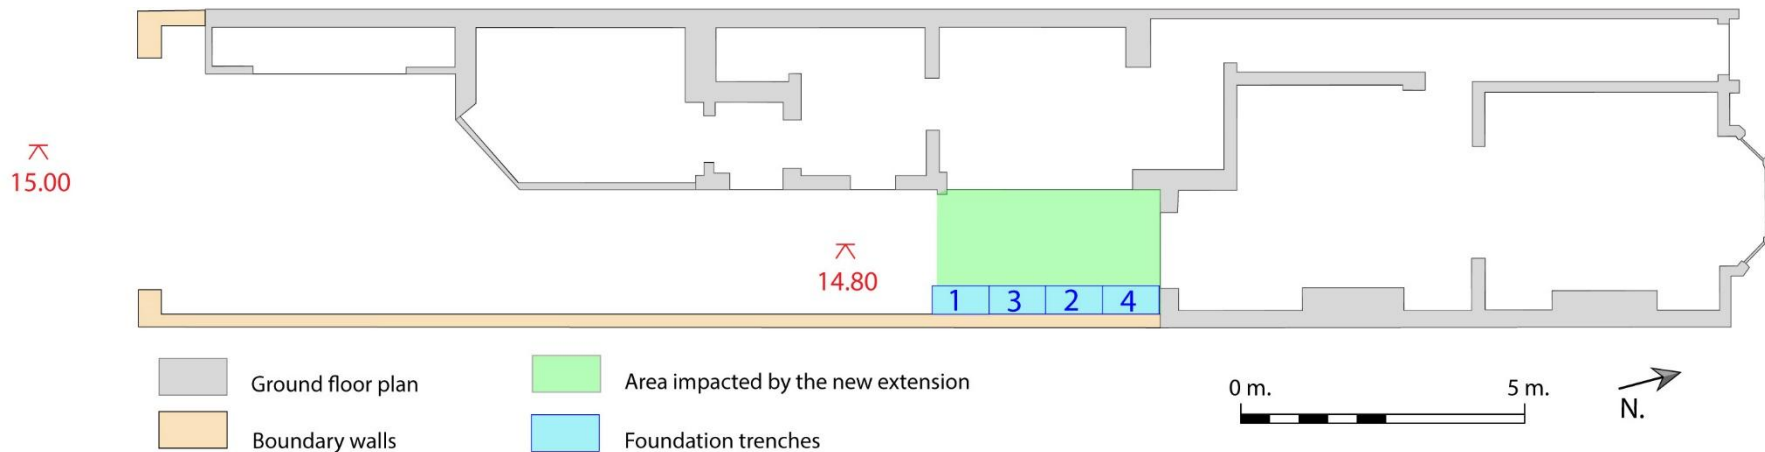 15.00
14.80
1 3 2 4
Ground floor plan
Area impacted by the new extension
0 m. 5 m.
N.
Boundary walls
Foundation trenches